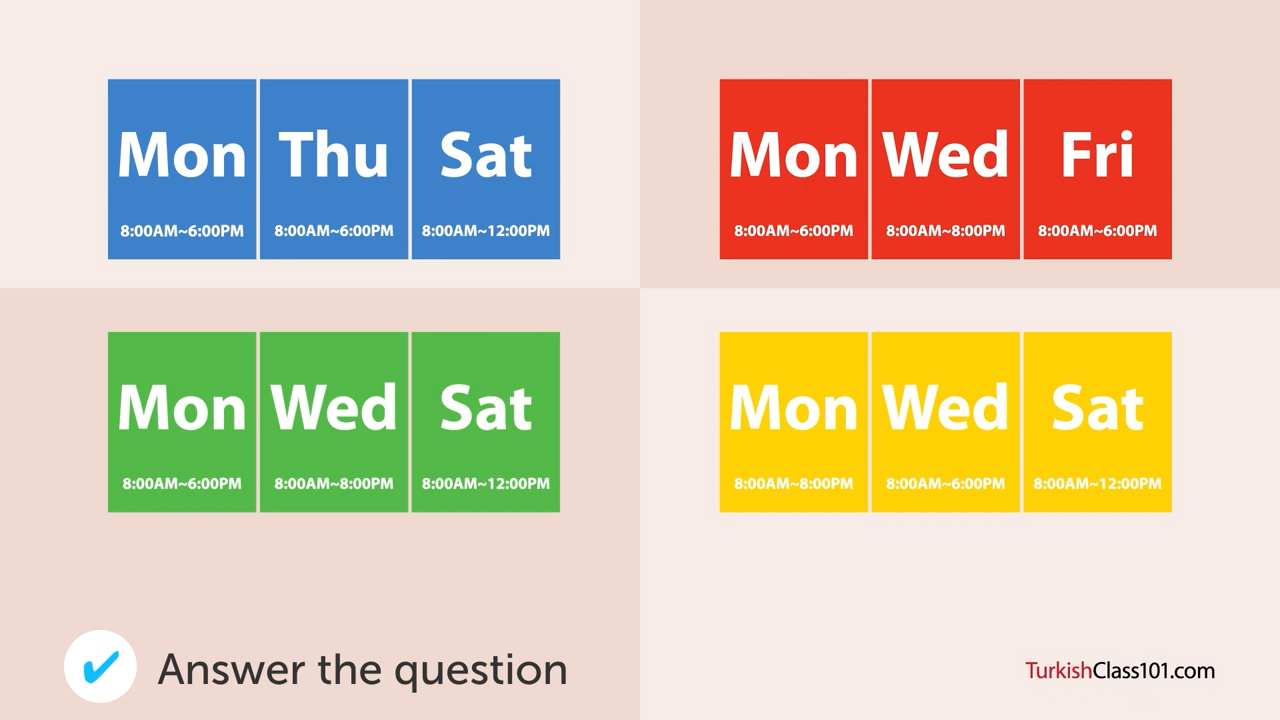 Mon Thu Sat
8:00AM~6:00PM 8:00AM~6:00PM 8:00AM~12:00PM
Mon Wed Fri
8:00AM~6:00PM 8:00AM~8:00PM 8:00AM~6:00PM
Mon Wed Sat
8:00AM~6:00PM 8:00AM~8:00PM 8:00AM~12:00PM
Mon Wed Sat
8:00AM~8:00PM 8:00AM~6:00PM 8:00AM~12:00PM
Answer the question
TurkishClass101.com